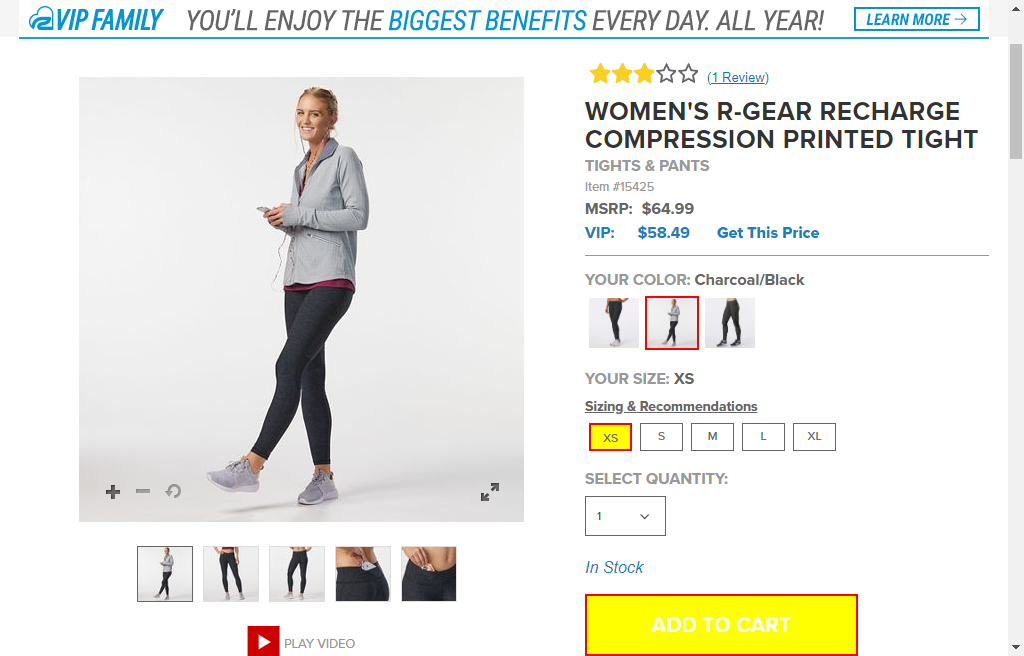 VIP FAMILY YOU'LL ENJOY THE BIGGEST BENEFITS EVERY DAY. ALL YEAR! LEARN MORE →
(1 Review)
WOMEN'S R-GEAR RECHARGE
COMPRESSION PRINTED TIGHT
TIGHTS & PANTS
Item #15425
MSRP: $64.99
VIP: $58.49 Get This Price
YOUR COLOR: Charcoal/Black
YOUR SIZE: XS
Sizing & Recommendations
XS S M L XL
SELECT QUANTITY:
1
In Stock
ADD TO CART
PLAY VIDEO